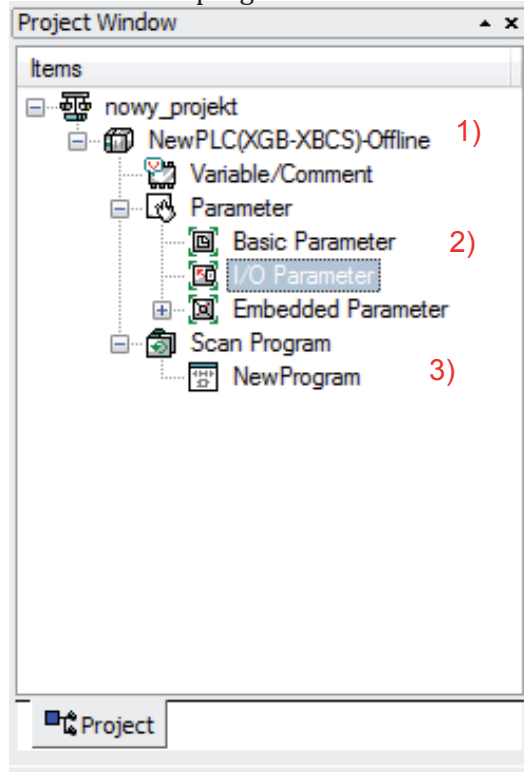 Project Window
Items
nowy_projekt
NewPLC(XGB-XBCS)-Offline 1)
Variable/Comment
Parameter
Basic Parameter 2)
I/O Parameter
Embedded Parameter
Scan Program
NewProgram 3)
Project